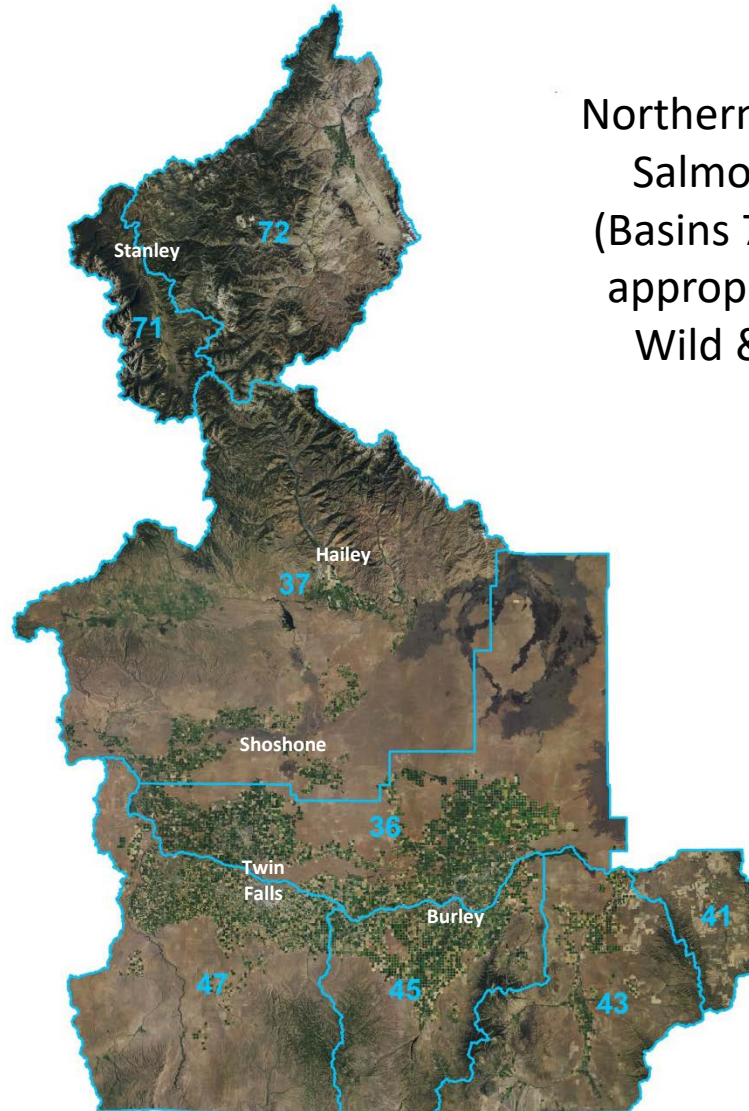 Northern
Salmo
(Basins 7
approp
Wild &
72
Stanley
71
Hailey
37
Shoshone
36
Twin
Falls
Burley
41
47
45
43